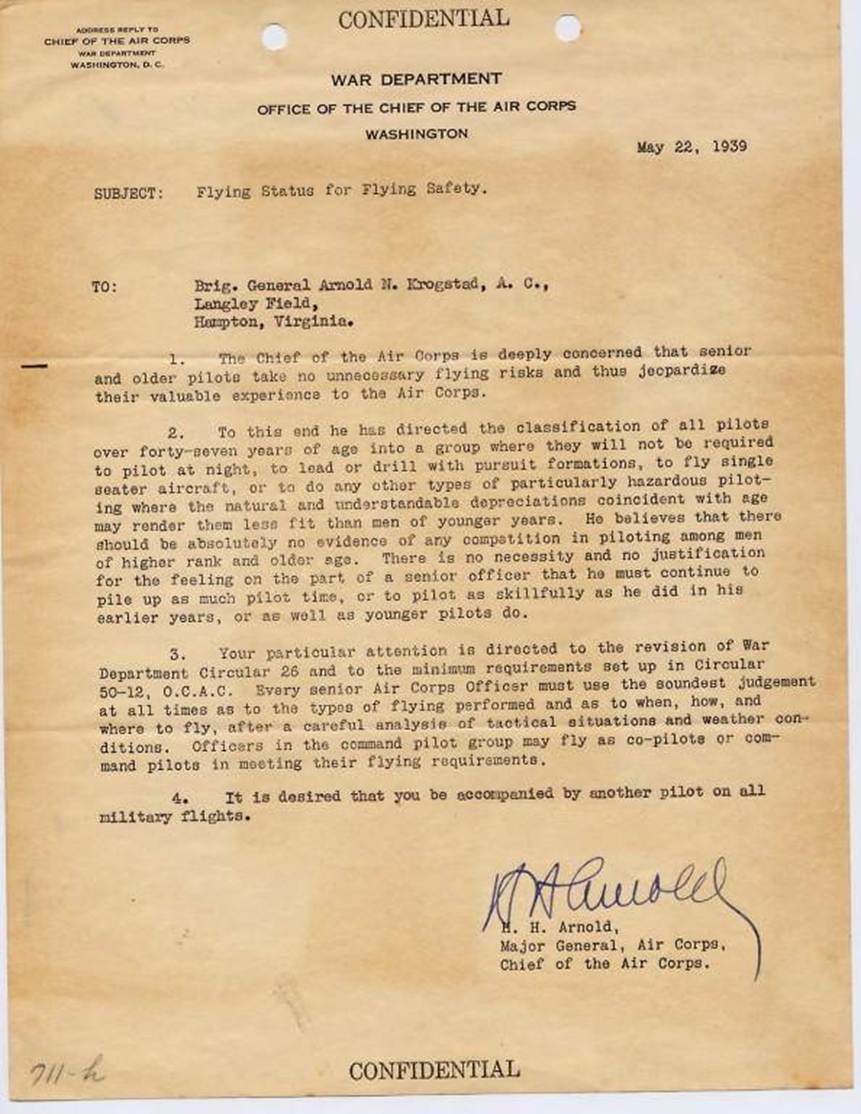 CONFIDENTIAL
ADDRESS REPLY TO
CHIEF OF THE AIR CORPS
WAR DEPARTMENT
WASHINGTON, D. C.
WAR DEPARTMENT
OFFICE OF THE CHIEF OF THE AIR CORPS
WASHINGTON
May 22, 1939
SUBJECT: Flying Status for Flying Safety.
TO: Brig. General Arnold N. Krogstad, A. C.,
Langley Field,
Hampton, Virginia.
1. The Chief of the Air Corps is deeply concerned that senior
and older pilots take no unnecessary flying risks and thus jeopardize
their valuable experience to the Air Corps.
2. To this end he has directed the classification of all pilots
over forty-seven years of age into a group where they will not be required
to pilot at night, to lead or drill with pursuit formations, to fly single
seater aircraft, or to do any other types of particularly hazardous pilot-
ing where the natural and understandable depreciations coincident with age
may render them less fit than men of younger years. He believes that there
should be absolutely no evidence of any competition in piloting among men
of higher rank and older age. There is no necessity and no justification
for the feeling on the part of a senior officer that he must continue to
pile up as much pilot time, or to pilot as skillfully as he did in his
earlier years, or as well as younger pilots do.
3. Your particular attention is directed to the revision of War
Department Circular 26 and to the minimum requirements set up in Circular
50-12, O.C.A.C. Every senior Air Corps Officer must use the soundest judgement
at all times as to the types of flying performed and as to when, how, and
where to fly, after a careful analysis of tactical situations and weather con-
ditions. Officers in the command pilot group may fly as co-pilots or com-
mand pilots in meeting their flying requirements.
4. It is desired that you be accompanied by another pilot on all
military flights.
H H Arnold
H. H. Arnold,
Major General, Air Corps,
Chief of the Air Corps.
711-h
CONFIDENTIAL